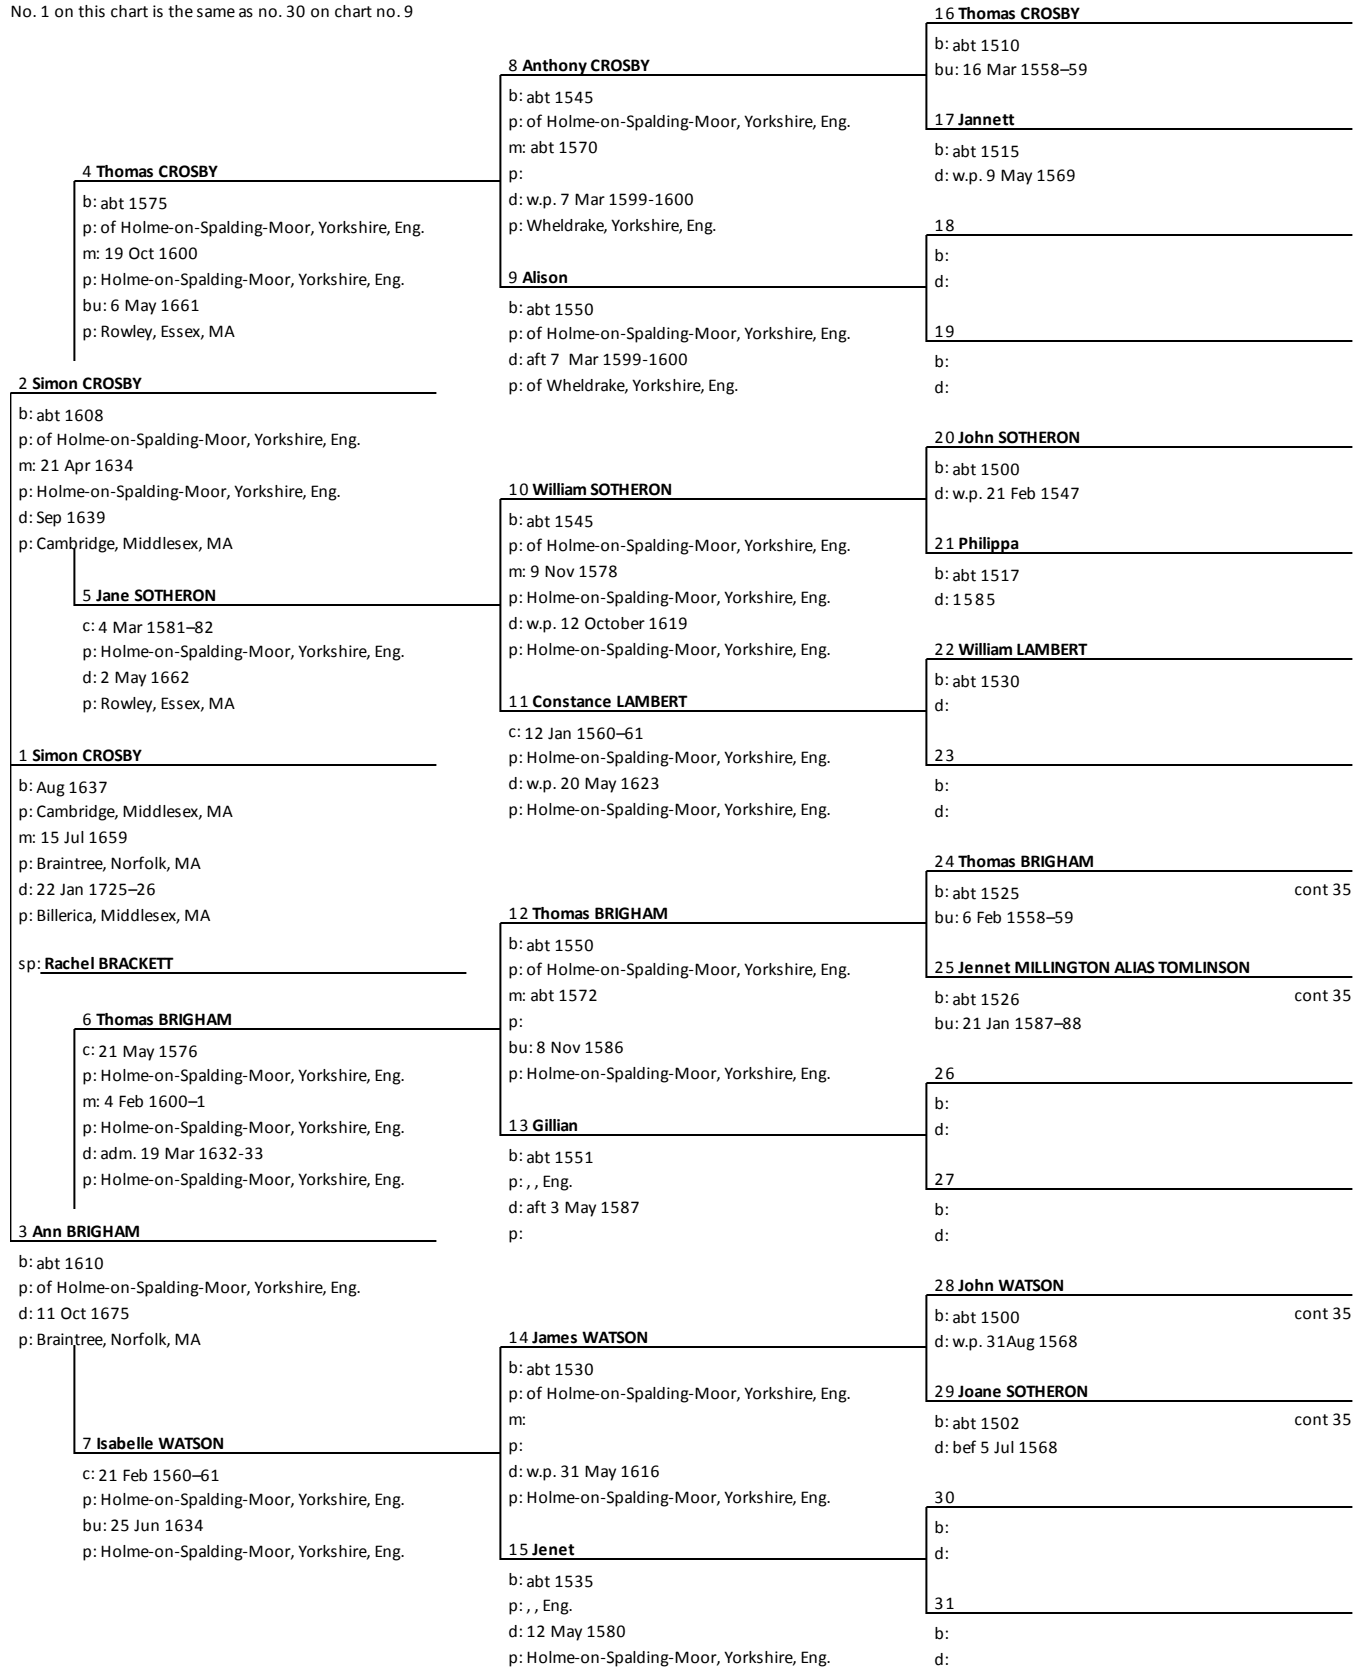 No. 1 on this chart is the same as no. 30 on chart no. 9
16 Thomas CROSBY
b: abt 1510
bu: 16 Mar 1558–59
8 Anthony CROSBY
b: abt 1545
p: of Holme-on-Spalding-Moor, Yorkshire, Eng.
m: abt 1570
p:
d: w.p. 7 Mar 1599-1600
p: Wheldrake, Yorkshire, Eng.
17 Jannett
b: abt 1515
d: w.p. 9 May 1569
4 Thomas CROSBY
b: abt 1575
p: of Holme-on-Spalding-Moor, Yorkshire, Eng.
m: 19 Oct 1600
p: Holme-on-Spalding-Moor, Yorkshire, Eng.
bu: 6 May 1661
p: Rowley, Essex, MA
18
b:
d:
9 Alison
b: abt 1550
p: of Holme-on-Spalding-Moor, Yorkshire, Eng.
d: aft 7 Mar 1599-1600
p: of Wheldrake, Yorkshire, Eng.
19
b:
d:
2 Simon CROSBY
b: abt 1608
p: of Holme-on-Spalding-Moor, Yorkshire, Eng.
m: 21 Apr 1634
p: Holme-on-Spalding-Moor, Yorkshire, Eng.
d: Sep 1639
p: Cambridge, Middlesex, MA
20 John SOTHERON
b: abt 1500
d: w.p. 21 Feb 1547
10 William SOTHERON
b: abt 1545
p: of Holme-on-Spalding-Moor, Yorkshire, Eng.
m: 9 Nov 1578
p: Holme-on-Spalding-Moor, Yorkshire, Eng.
d: w.p. 12 October 1619
p: Holme-on-Spalding-Moor, Yorkshire, Eng.
21 Philippa
b: abt 1517
d: 1585
5 Jane SOTHERON
c: 4 Mar 1581–82
p: Holme-on-Spalding-Moor, Yorkshire, Eng.
d: 2 May 1662
p: Rowley, Essex, MA
22 William LAMBERT
b: abt 1530
d:
11 Constance LAMBERT
c: 12 Jan 1560–61
p: Holme-on-Spalding-Moor, Yorkshire, Eng.
d: w.p. 20 May 1623
p: Holme-on-Spalding-Moor, Yorkshire, Eng.
23
b:
d:
1 Simon CROSBY
b: Aug 1637
p: Cambridge, Middlesex, MA
m: 15 Jul 1659
p: Braintree, Norfolk, MA
d: 22 Jan 1725–26
p: Billerica, Middlesex, MA
sp: Rachel BRACKETT
24 Thomas BRIGHAM
b: abt 1525 cont 35
bu: 6 Feb 1558–59
12 Thomas BRIGHAM
b: abt 1550
p: of Holme-on-Spalding-Moor, Yorkshire, Eng.
m: abt 1572
p:
bu: 8 Nov 1586
p: Holme-on-Spalding-Moor, Yorkshire, Eng.
25 Jennet MILLINGTON ALIAS TOMLINSON
b: abt 1526 cont 35
bu: 21 Jan 1587–88
6 Thomas BRIGHAM
c: 21 May 1576
p: Holme-on-Spalding-Moor, Yorkshire, Eng.
m: 4 Feb 1600–1
p: Holme-on-Spalding-Moor, Yorkshire, Eng.
d: adm. 19 Mar 1632-33
p: Holme-on-Spalding-Moor, Yorkshire, Eng.
26
b:
d:
13 Gillian
b: abt 1551
p: , , Eng.
d: aft 3 May 1587
p:
27
b:
d:
3 Ann BRIGHAM
b: abt 1610
p: of Holme-on-Spalding-Moor, Yorkshire, Eng.
d: 11 Oct 1675
p: Braintree, Norfolk, MA
28 John WATSON
b: abt 1500 cont 35
d: w.p. 31Aug 1568
14 James WATSON
b: abt 1530
p: of Holme-on-Spalding-Moor, Yorkshire, Eng.
m:
p:
d: w.p. 31 May 1616
p: Holme-on-Spalding-Moor, Yorkshire, Eng.
29 Joane SOTHERON
b: abt 1502 cont 35
d: bef 5 Jul 1568
7 Isabelle WATSON
c: 21 Feb 1560–61
p: Holme-on-Spalding-Moor, Yorkshire, Eng.
bu: 25 Jun 1634
p: Holme-on-Spalding-Moor, Yorkshire, Eng.
30
b:
d:
15 Jenet
b: abt 1535
p: , , Eng.
d: 12 May 1580
p: Holme-on-Spalding-Moor, Yorkshire, Eng.
31
b:
d: